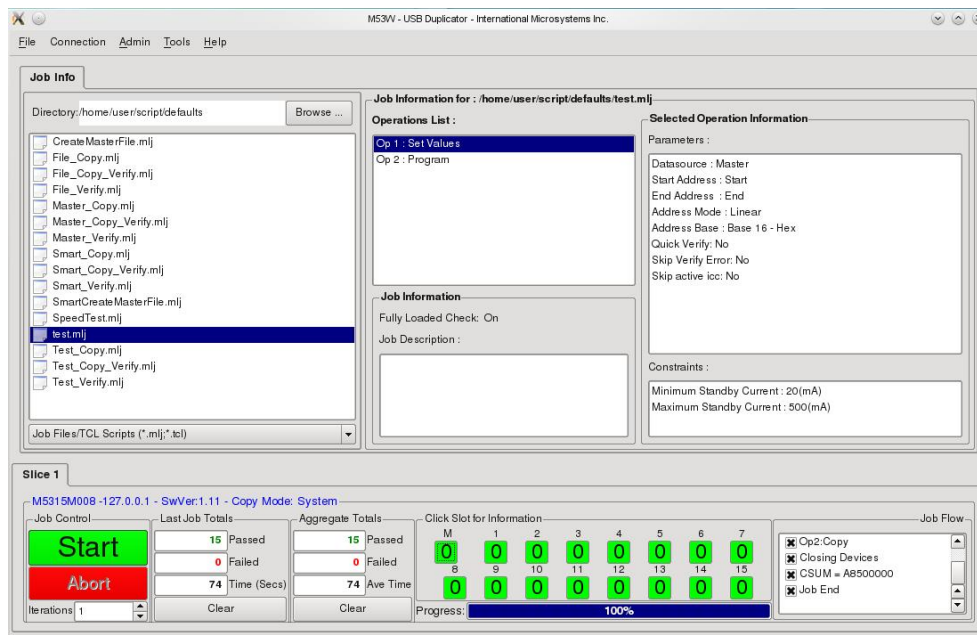 M53W - USB Duplicator - International Microsystems Inc.
File Connection Admin Tools Help
Job Info
Directory:/home/user/script/defaults Browse ...
CreateMasterFile.mlj
File_Copy.mlj
File_Copy_Verify.mlj
File_Verify.mlj
Master_Copy.mlj
Master_Copy_Verify.mlj
Master_Verify.mlj
Smart_Copy.mlj
Smart_Copy_Verify.mlj
Smart_Verify.mlj
SmartCreateMasterFile.mlj
SpeedTest.mlj
test.mlj
Test_Copy.mlj
Test_Copy_Verify.mlj
Test_Verify.mlj
Job Files/TCL Scripts (*.mlj;*.tcl)
Job Information for : /home/user/script/defaults/test.mlj
Operations List :
Op 1 : Set Values
Op 2 : Program
Job Information
Fully Loaded Check: On
Job Description :
Selected Operation Information
Parameters :
Datasource : Master
Start Address : Start
End Address : End
Address Mode : Linear
Address Base : Base 16 - Hex
Quick Verify: No
Skip Verify Error: No
Skip active icc: No
Constraints :
Minimum Standby Current : 20(mA)
Maximum Standby Current : 500(mA)
Slice 1
M5315M008 -127.0.0.1 - SwVer:1.11 - Copy Mode: System
Job Control
Start
Abort
Iterations 1
Last Job Totals
15 Passed
0 Failed
74 Time (Secs)
Clear
Aggregate Totals
15 Passed
0 Failed
74 Ave Time
Clear
Click Slot for Information
M 1 2 3 4 5 6 7
0 0 0 0 0 0 0 0
8 9 10 11 12 13 14 15
0 0 0 0 0 0 0 0
Progress: 100%
Job Flow
Op2:Copy
Closing Devices
CSUM = A8500000
Job End